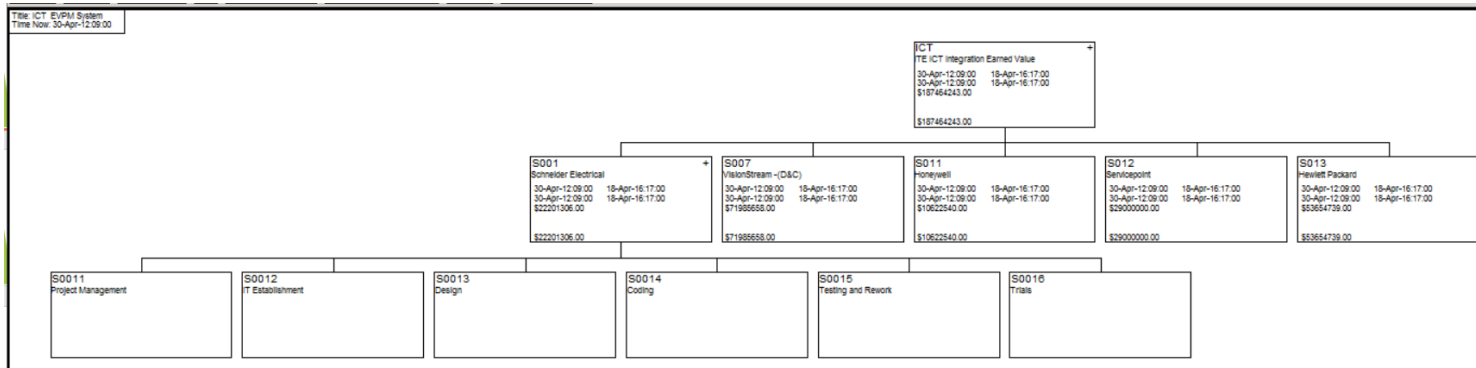 Title: ICT EVPM System
Time Now: 30-Apr-12:09:00
ICT +
ITE ICT Integration Earned Value
30-Apr-12:09:00 18-Apr-16:17:00
30-Apr-12:09:00 18-Apr-16:17:00
$187464243.00
$187464243.00
S001 +
Schneider Electrical
30-Apr-12:09:00 18-Apr-16:17:00
30-Apr-12:09:00 18-Apr-16:17:00
$22201306.00
$22201306.00
S007
VisionStream -(D&C)
30-Apr-12:09:00 18-Apr-16:17:00
30-Apr-12:09:00 18-Apr-16:17:00
$71985658.00
$71985658.00
S011
Honeywell
30-Apr-12:09:00 18-Apr-16:17:00
30-Apr-12:09:00 18-Apr-16:17:00
$10622540.00
$10622540.00
S012
Servicepoint
30-Apr-12:09:00 18-Apr-16:17:00
30-Apr-12:09:00 18-Apr-16:17:00
$29000000.00
$29000000.00
S013
Hewlett Packard
30-Apr-12:09:00 18-Apr-16:17:00
30-Apr-12:09:00 18-Apr-16:17:00
$53654739.00
$53654739.00
S0011
Project Management
S0012
IT Establishment
S0013
Design
S0014
Coding
S0015
Testing and Rework
S0016
Trials